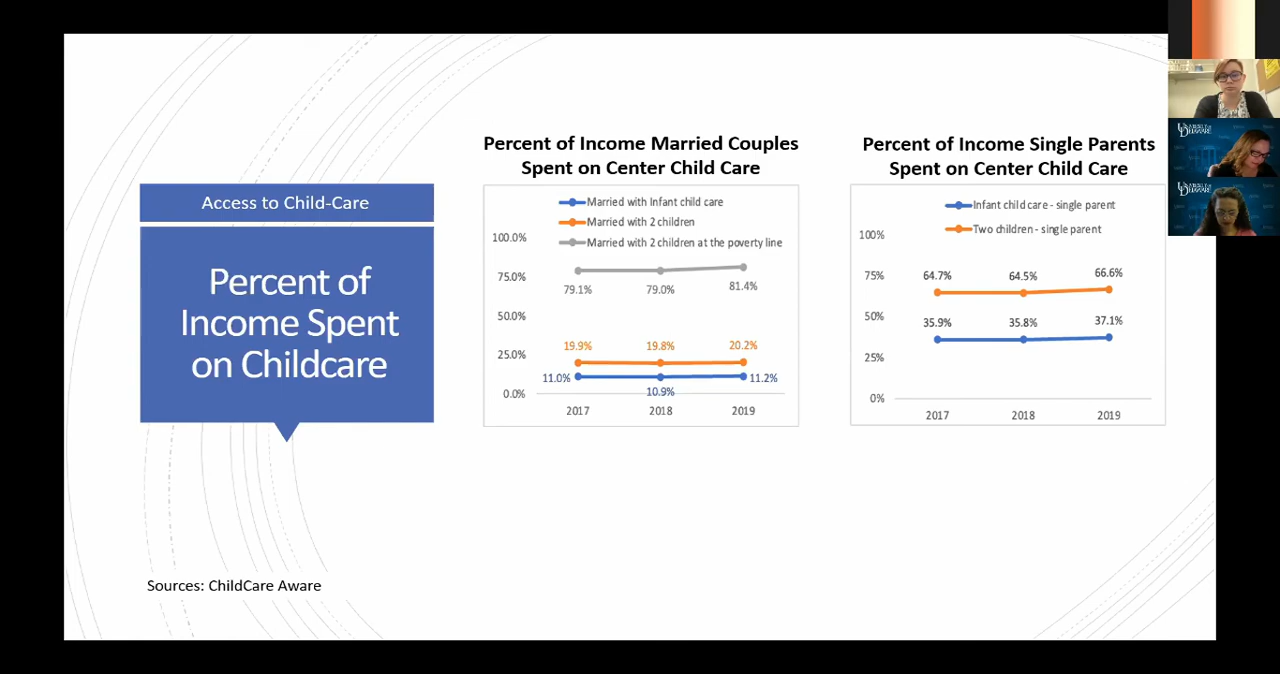 Access to Child-Care
Percent of
Income Spent
on Childcare
Sources: ChildCare Aware
Percent of Income Married Couples
Spent on Center Child Care
Married with Infant child care
Married with 2 children
Married with 2 children at the poverty line
100.0%
75.0%
50.0%
25.0%
0.0%
79.1%
79.0%
81.4%
19.9%
19.8%
20.2%
11.0%
10.9%
11.2%
2017
2018
2019
Percent of Income Single Parents
Spent on Center Child Care
Infant child care - single parent
Two children - single parent
100%
75%
50%
25%
0%
64.7%
64.5%
66.6%
35.9%
35.8%
37.1%
2017
2018
2019